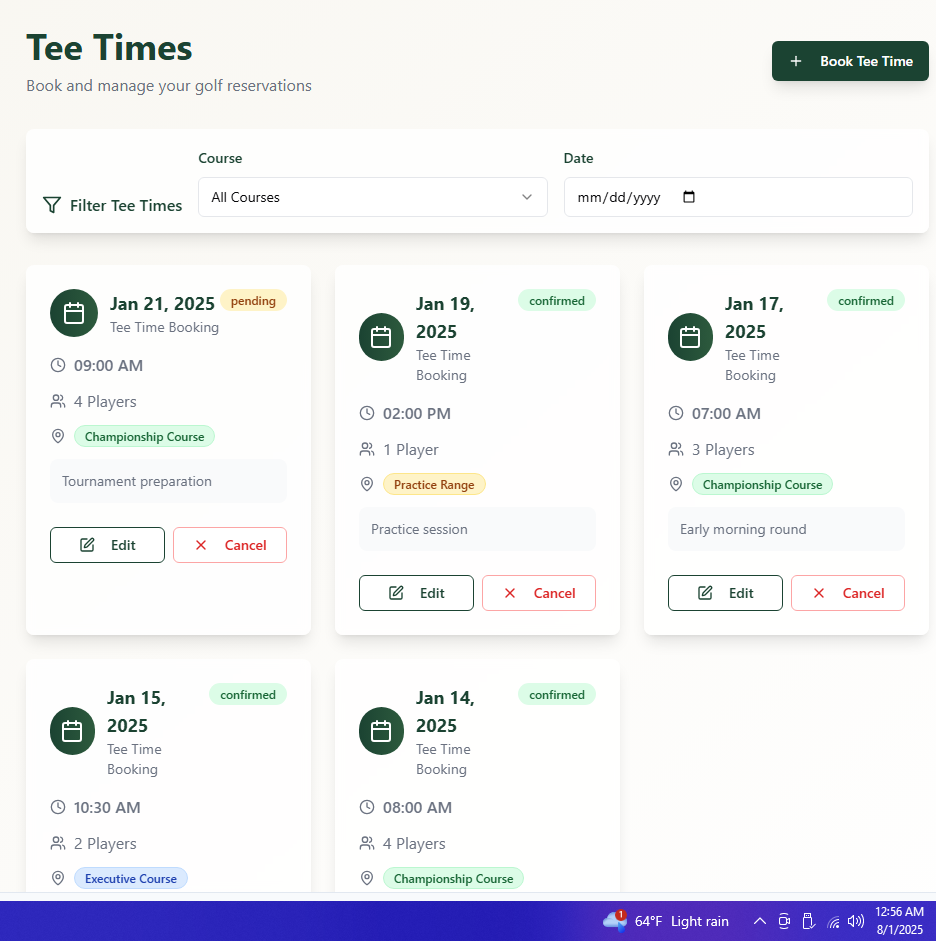 Tee Times
Book and manage your golf reservations
Book Tee Time
Filter Tee Times
Course
All Courses
Date
mm/dd/yyyy
Jan 21, 2025
pending
Tee Time Booking
09:00 AM
4 Players
Championship Course
Tournament preparation
Edit
Cancel
Jan 19,
2025
confirmed
Tee Time
Booking
02:00 PM
1 Player
Practice Range
Practice session
Edit
Cancel
Jan 17,
2025
confirmed
Tee Time
Booking
07:00 AM
3 Players
Championship Course
Early morning round
Edit
Cancel
Jan 15,
2025
confirmed
Tee Time
Booking
10:30 AM
2 Players
Executive Course
Jan 14,
2025
confirmed
Tee Time
Booking
08:00 AM
4 Players
Championship Course
1
64°F Light rain
12:56 AM
8/1/2025